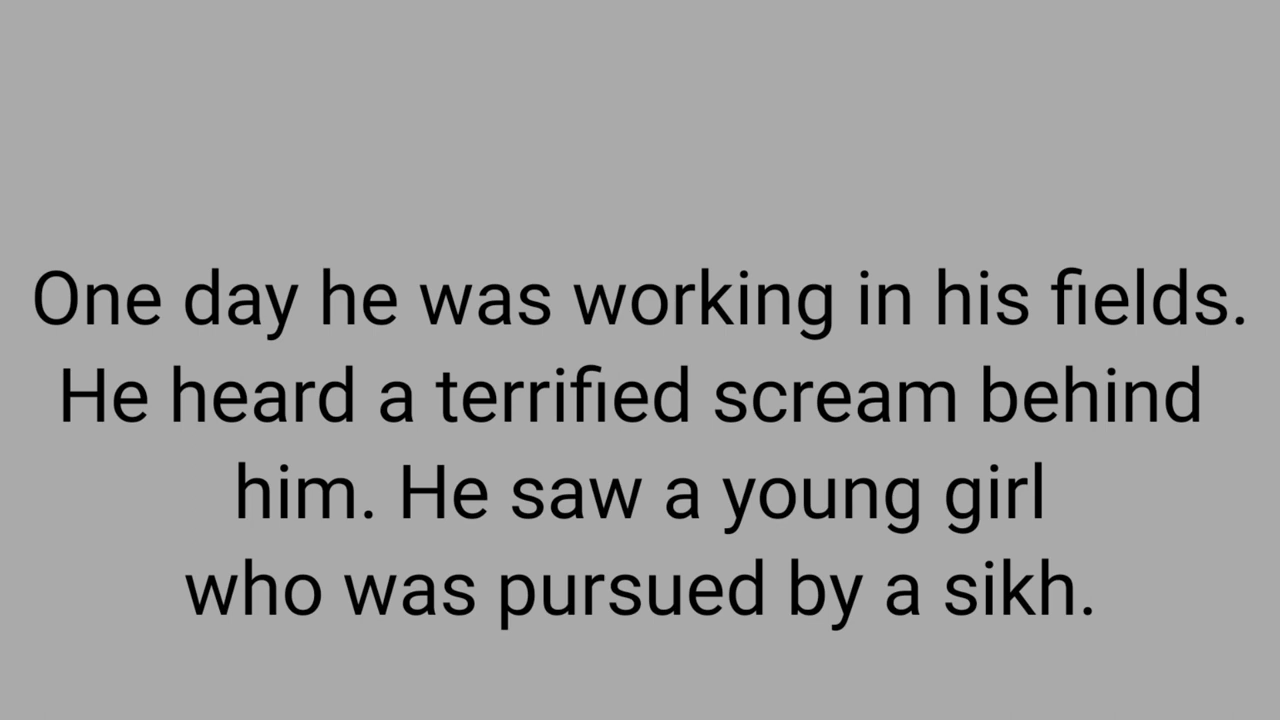 One day he was working in his fields.
He heard a terrified scream behind
him. He saw a young girl
who was pursued by a sikh.